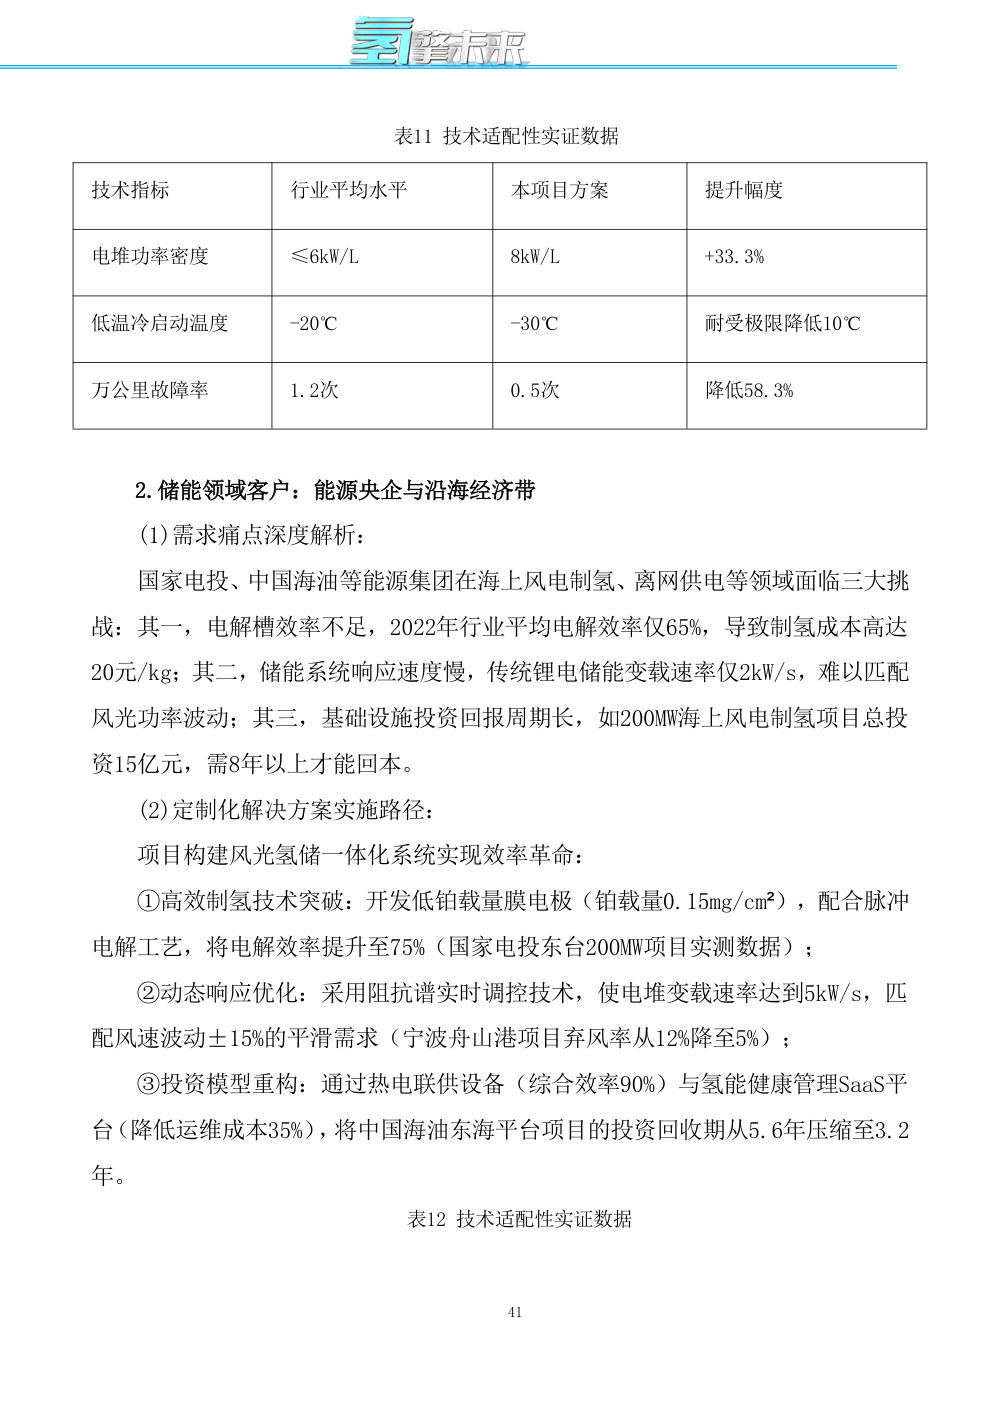 氢擎未来
表11 技术适配性实证数据
技术指标 行业平均水平 本项目方案 提升幅度
电堆功率密度 ≤6kW/L 8kW/L +33.3%
低温冷启动温度 -20℃ -30℃ 耐受极限降低10℃
万公里故障率 1.2次 0.5次 降低58.3%
2.储能领域客户：能源央企与沿海经济带
(1)需求痛点深度解析：
国家电投、中国海油等能源集团在海上风电制氢、离网供电等领域面临三大挑
战：其一，电解槽效率不足，2022年行业平均电解效率仅65%，导致制氢成本高达
20元/kg；其二，储能系统响应速度慢，传统锂电储能变载速率仅2kW/s，难以匹配
风光功率波动；其三，基础设施投资回报周期长，如200MW海上风电制氢项目总投
资15亿元，需8年以上才能回本。
(2)定制化解决方案实施路径：
项目构建风光氢储一体化系统实现效率革命：
①高效制氢技术突破：开发低铂载量膜电极（铂载量0.15mg/cm²），配合脉冲
电解工艺，将电解效率提升至75%（国家电投东台200MW项目实测数据）；
②动态响应优化：采用阻抗谱实时调控技术，使电堆变载速率达到5kW/s，匹
配风速波动±15%的平滑需求（宁波舟山港项目弃风率从12%降至5%）；
③投资模型重构：通过热电联供设备（综合效率90%）与氢能健康管理SaaS平
台（降低运维成本35%），将中国海油东海平台项目的投资回收期从5.6年压缩至3.2
年。
表12 技术适配性实证数据
41